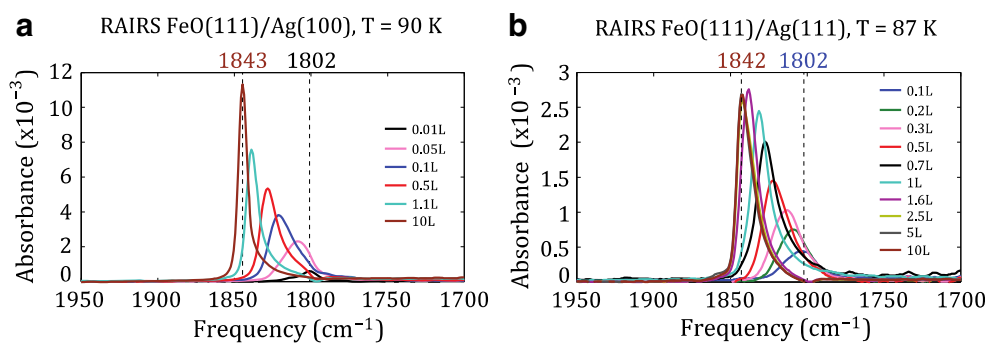 a
RAIRS FeO(111)/Ag(100), T = 90 K
1843 1802
Absorbance (x10⁻³)
12
10
8
6
4
2
0
0.01L
0.05L
0.1L
0.5L
1.1L
10L
1950 1900 1850 1800 1750 1700
Frequency (cm⁻¹)
b
RAIRS FeO(111)/Ag(111), T = 87 K
1842 1802
Absorbance (x10⁻³)
3
2.5
2
1.5
1
0.5
0
0.1L
0.2L
0.3L
0.5L
0.7L
1L
1.6L
2.5L
5L
10L
1950 1900 1850 1800 1750 1700
Frequency (cm⁻¹)